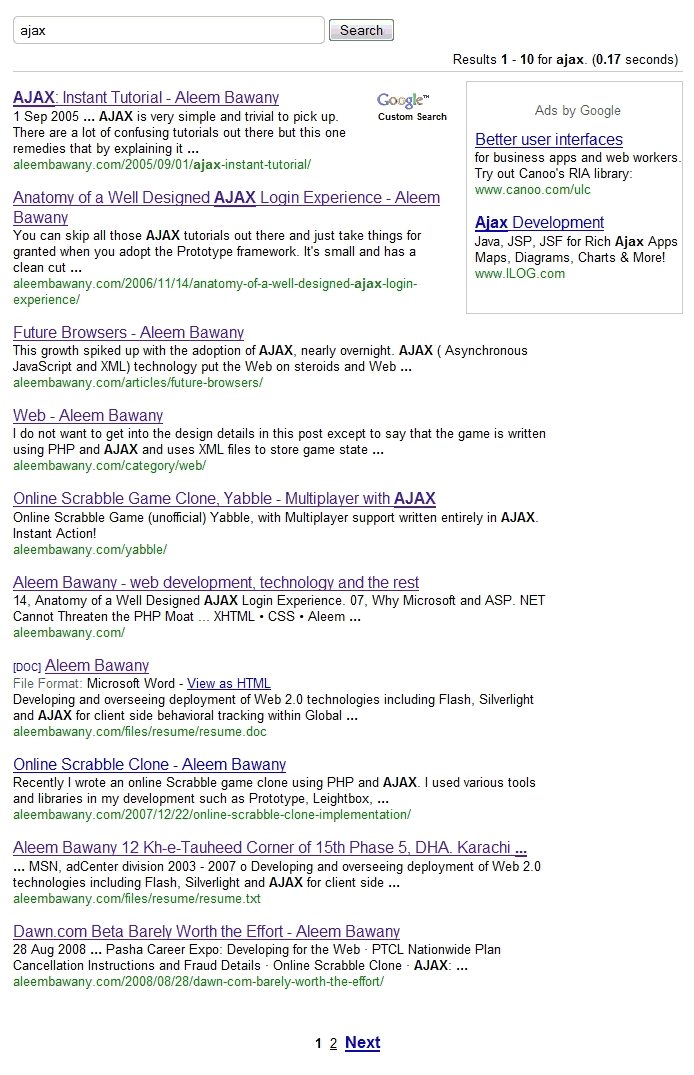 ajax
Search
Results 1 - 10 for ajax. (0.17 seconds)
AJAX: Instant Tutorial - Aleem Bawany
1 Sep 2005 ... AJAX is very simple and trivial to pick up.
There are a lot of confusing tutorials out there but this one
remedies that by explaining it ...
aleembawany.com/2005/09/01/ajax-instant-tutorial/
Google™
Custom Search
Anatomy of a Well Designed AJAX Login Experience - Aleem
Bawany
You can skip all those AJAX tutorials out there and just take things for
granted when you adopt the Prototype framework. It's small and has a
clean cut ...
aleembawany.com/2006/11/14/anatomy-of-a-well-designed-ajax-login-
experience/
Ads by Google
Better user interfaces
for business apps and web workers.
Try out Canoo's RIA library:
www.canoo.com/ulc
Ajax Development
Java, JSP, JSF for Rich Ajax Apps
Maps, Diagrams, Charts & More!
www.ILOG.com
Future Browsers - Aleem Bawany
This growth spiked up with the adoption of AJAX, nearly overnight. AJAX ( Asynchronous
JavaScript and XML) technology put the Web on steroids and Web ...
aleembawany.com/articles/future-browsers/
Web - Aleem Bawany
I do not want to get into the design details in this post except to say that the game is written
using PHP and AJAX and uses XML files to store game state ...
aleembawany.com/category/web/
Online Scrabble Game Clone, Yabble - Multiplayer with AJAX
Online Scrabble Game (unofficial) Yabble, with Multiplayer support written entirely in AJAX.
Instant Action!
aleembawany.com/yabble/
Aleem Bawany - web development, technology and the rest
14, Anatomy of a Well Designed AJAX Login Experience. 07, Why Microsoft and ASP. NET
Cannot Threaten the PHP Moat ... XHTML • CSS • Aleem ...
aleembawany.com/
[DOC] Aleem Bawany
File Format: Microsoft Word - View as HTML
Developing and overseeing deployment of Web 2.0 technologies including Flash, Silverlight
and AJAX for client side behavioral tracking within Global ...
aleembawany.com/files/resume/resume.doc
Online Scrabble Clone - Aleem Bawany
Recently I wrote an online Scrabble game clone using PHP and AJAX. I used various tools
and libraries in my development such as Prototype, Leightbox, ...
aleembawany.com/2007/12/22/online-scrabble-clone-implementation/
Aleem Bawany 12 Kh-e-Tauheed Corner of 15th Phase 5, DHA. Karachi ...
... MSN, adCenter division 2003 - 2007 o Developing and overseeing deployment of Web 2.0
technologies including Flash, Silverlight and AJAX for client side ...
aleembawany.com/files/resume/resume.txt
Dawn.com Beta Barely Worth the Effort - Aleem Bawany
28 Aug 2008 ... Pasha Career Expo: Developing for the Web · PTCL Nationwide Plan
Cancellation Instructions and Fraud Details · Online Scrabble Clone · AJAX: ...
aleembawany.com/2008/08/28/dawn-com-barely-worth-the-effort/
1 2 Next